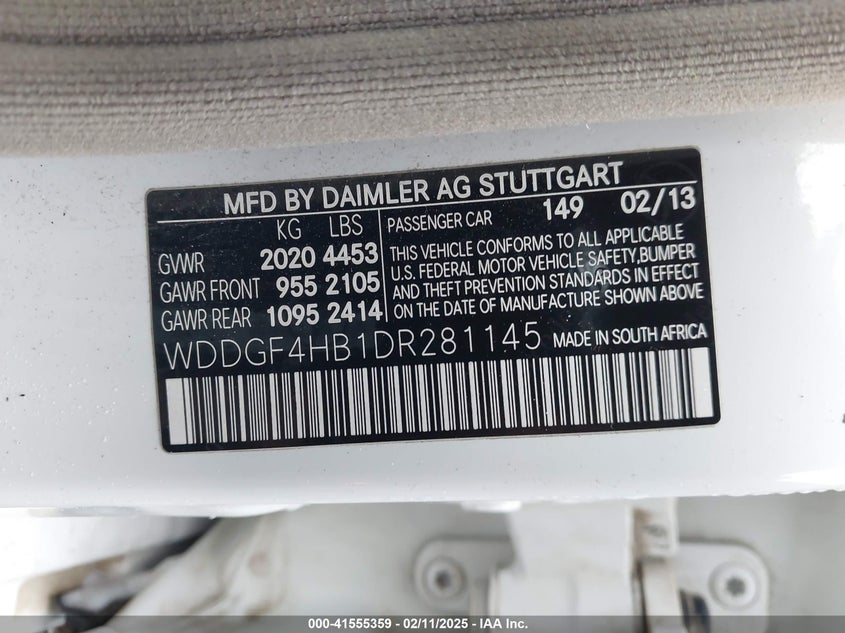 MFD BY DAIMLER AG STUTTGART
KG LBS
GVWR 2020 4453
GAWR FRONT 955 2105
GAWR REAR 1095 2414
PASSENGER CAR 149 02/13
THIS VEHICLE CONFORMS TO ALL APPLICABLE
U.S. FEDERAL MOTOR VEHICLE SAFETY,BUMPER
AND THEFT PREVENTION STANDARDS IN EFFECT
ON THE DATE OF MANUFACTURE SHOWN ABOVE
WDDGF4HB1DR281145 MADE IN SOUTH AFRICA
000-41555359 - 02/11/2025 - IAA Inc.